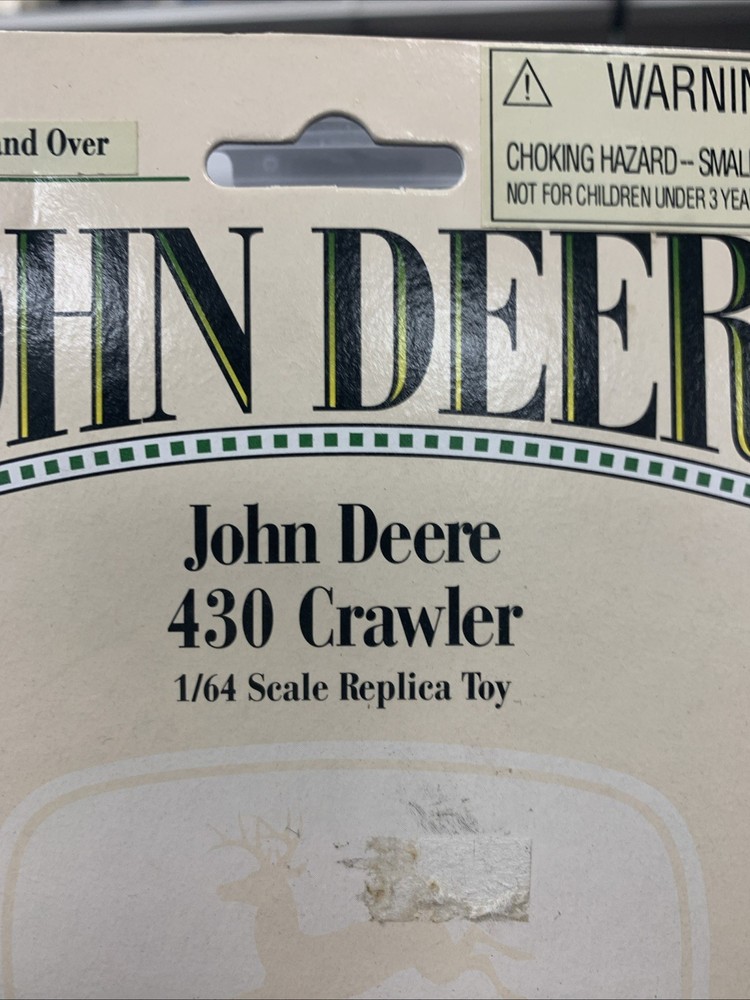 and Over
WARNIN
CHOKING HAZARD -- SMAL
NOT FOR CHILDREN UNDER 3 YEA
OHN DEER
John Deere
430 Crawler
1/64 Scale Replica Toy